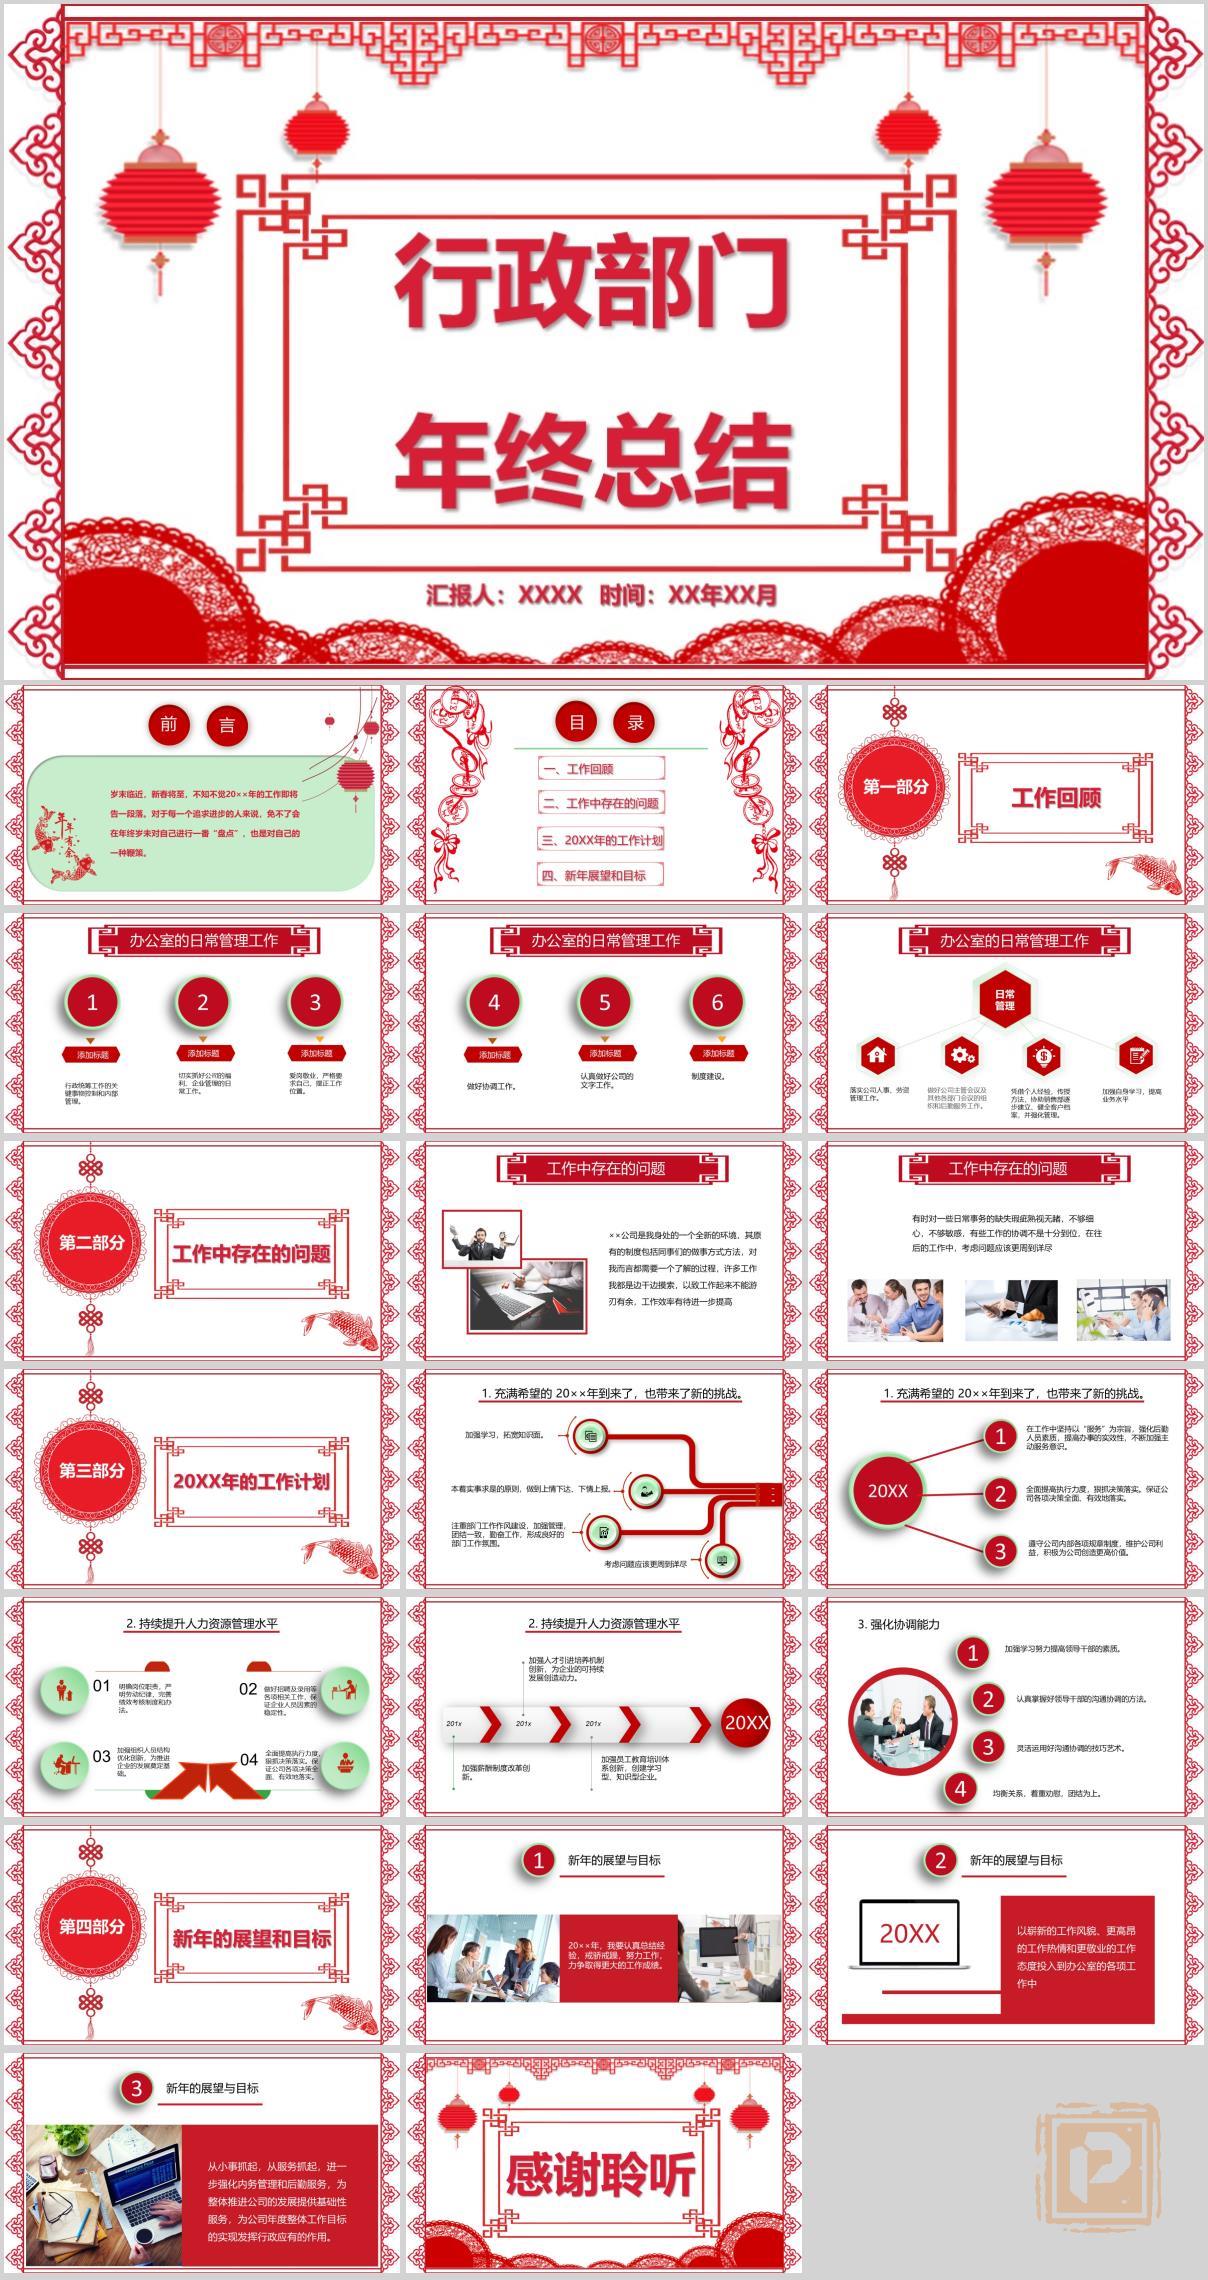 行政部门
年终总结
汇报人：XXXX 时间：XX年XX月
前 言
岁末临近，新春将至，不知不觉20××年的工作即将
告一段落。对于每一个追求进步的人来说，免不了会
在年终岁末对自己进行一番“盘点”，也是对自己的
一种鞭策。
年年有余
目 录
一、工作回顾
二、工作中存在的问题
三、20XX年的工作计划
四、新年展望和目标
第一部分
工作回顾
办公室的日常管理工作
1
2
3
添加标题
添加标题
添加标题
行政统筹工作的关
键事物控制和内部
管理。
切实抓好公司的福
利、企业管理的日
常工作。
爱岗敬业，严格要
求自己，摆正工作
位置。
办公室的日常管理工作
4
5
6
添加标题
添加标题
添加标题
做好协调工作。
认真做好公司的
文字工作。
制度建设。
办公室的日常管理工作
日常
管理
落实公司人事、劳资
管理工作。
做好公司主管会议及
其他各部门会议的组
织和后勤服务工作。
凭借个人经验，传授
方法，协助销售部逐
步建立、健全客户档
案，并强化管理。
加强自身学习，提高
业务水平
第二部分
工作中存在的问题
工作中存在的问题
××公司是我身处的一个全新的环境，其原
有的制度包括同事们的做事方式方法，对
我而言都需要一个了解的过程，许多工作
我都是边干边摸索，以致工作起来不能游
刃有余，工作效率有待进一步提高
工作中存在的问题
有时对一些日常事务的缺失瑕疵熟视无睹，不够细
心，不够敏感，有些工作的协调不是十分到位，在往
后的工作中，考虑问题应该更周到详尽
第三部分
20XX年的工作计划
1. 充满希望的 20××年到来了，也带来了新的挑战。
加强学习，拓宽知识面。
本着实事求是的原则，做到上情下达、下情上报。
注重部门工作作风建设，加强管理，
团结一致，勤奋工作，形成良好的
部门工作氛围。
考虑问题应该更周到详尽
1. 充满希望的 20××年到来了，也带来了新的挑战。
20XX
1
在工作中坚持以“服务”为宗旨，强化后勤
人员素质，提高办事的实效性，不断加强主
动服务意识。
2
全面提高执行力度，狠抓决策落实。保证公
司各项决策全面、有效地落实。
3
遵守公司内部各项规章制度，维护公司利
益，积极为公司创造更高价值。
2. 持续提升人力资源管理水平
01
明确岗位职责，严
明劳动纪律，完善
绩效考核制度和办
法。
02
做好招聘及录用等
各项相关工作，保
证企业人员因素的
稳定性。
03
加强组织人员结构
优化创新，为推进
企业的发展奠定基
础。
04
全面提高执行力度，
狠抓决策落实。保
证公司各项决策全
面、有效地落实。
2. 持续提升人力资源管理水平
加强人才引进培养机制
创新，为企业的可持续
发展创造动力。
201x
201x
201x
20XX
加强薪酬制度改革创
新。
加强员工教育培训体
系创新，创建学习
型、知识型企业。
3. 强化协调能力
1
加强学习努力提高领导干部的素质。
2
认真掌握好领导干部的沟通协调的方法。
3
灵活运用好沟通协调的技巧艺术。
4
均衡关系，着重劝慰，团结为上。
第四部分
新年的展望和目标
1
新年的展望与目标
20××年，我要认真总结经
验，戒骄戒躁，努力工作，
力争取得更大的工作成绩。
2
新年的展望与目标
20XX
以崭新的工作风貌、更高昂
的工作热情和更敬业的工作
态度投入到办公室的各项工
作中
3
新年的展望与目标
从小事抓起，从服务抓起，进一
步强化内务管理和后勤服务，为
整体推进公司的发展提供基础性
服务，为公司年度整体工作目标
的实现发挥行政应有的作用。
感谢聆听